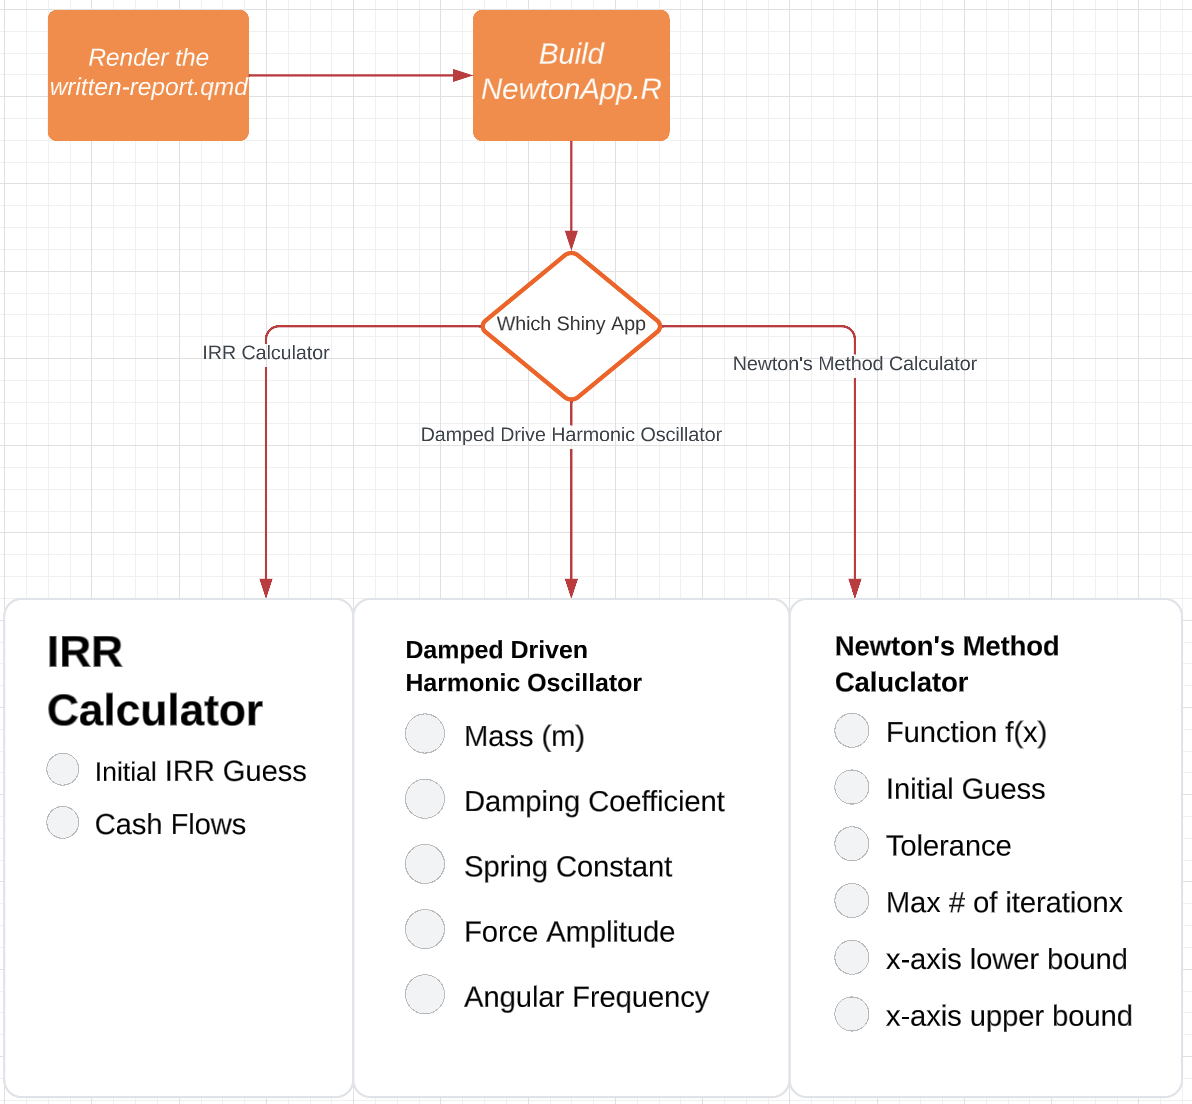 Render the
written-report.qmd
Build
NewtonApp.R
Which Shiny App
IRR Calculator
Newton's Method Calculator
Damped Drive Harmonic Oscillator
IRR
Calculator
Initial IRR Guess
Cash Flows
Damped Driven
Harmonic Oscillator
Mass (m)
Damping Coefficient
Spring Constant
Force Amplitude
Angular Frequency
Newton's Method
Caluclator
Function f(x)
Initial Guess
Tolerance
Max # of iterationx
x-axis lower bound
x-axis upper bound